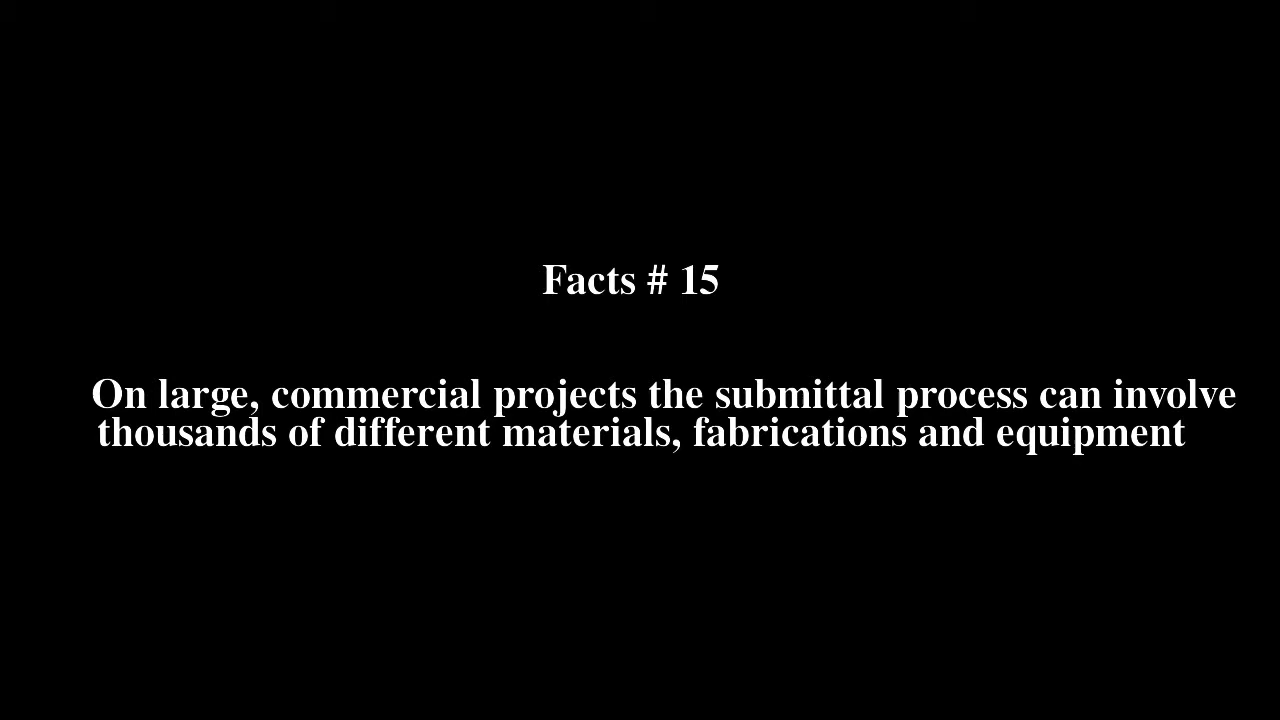 Facts # 15
On large, commercial projects the submittal process can involve
thousands of different materials, fabrications and equipment